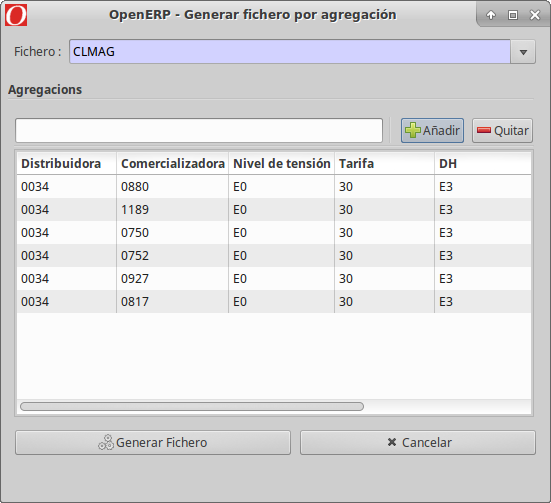 OpenERP - Generar fichero por agregación
Fichero : CLMAG
Agregacions
Añadir Quitar
Distribuidora Comercializadora Nivel de tensión Tarifa DH
0034 0880 E0 30 E3
0034 1189 E0 30 E3
0034 0750 E0 30 E3
0034 0752 E0 30 E3
0034 0927 E0 30 E3
0034 0817 E0 30 E3
Generar Fichero Cancelar